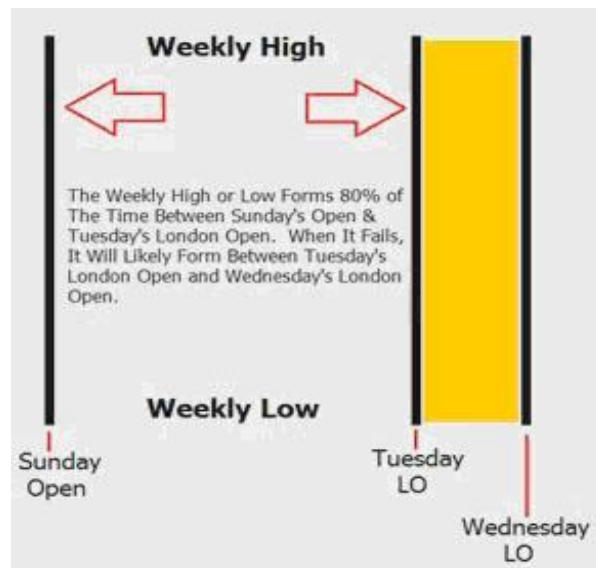 Weekly High
The Weekly High or Low Forms 80% of
The Time Between Sunday's Open &
Tuesday's London Open.  When It Fails,
It Will Likely Form Between Tuesday's
London Open and Wednesday's London
Open.
Weekly Low
Sunday
Open
Tuesday
LO
Wednesday
LO